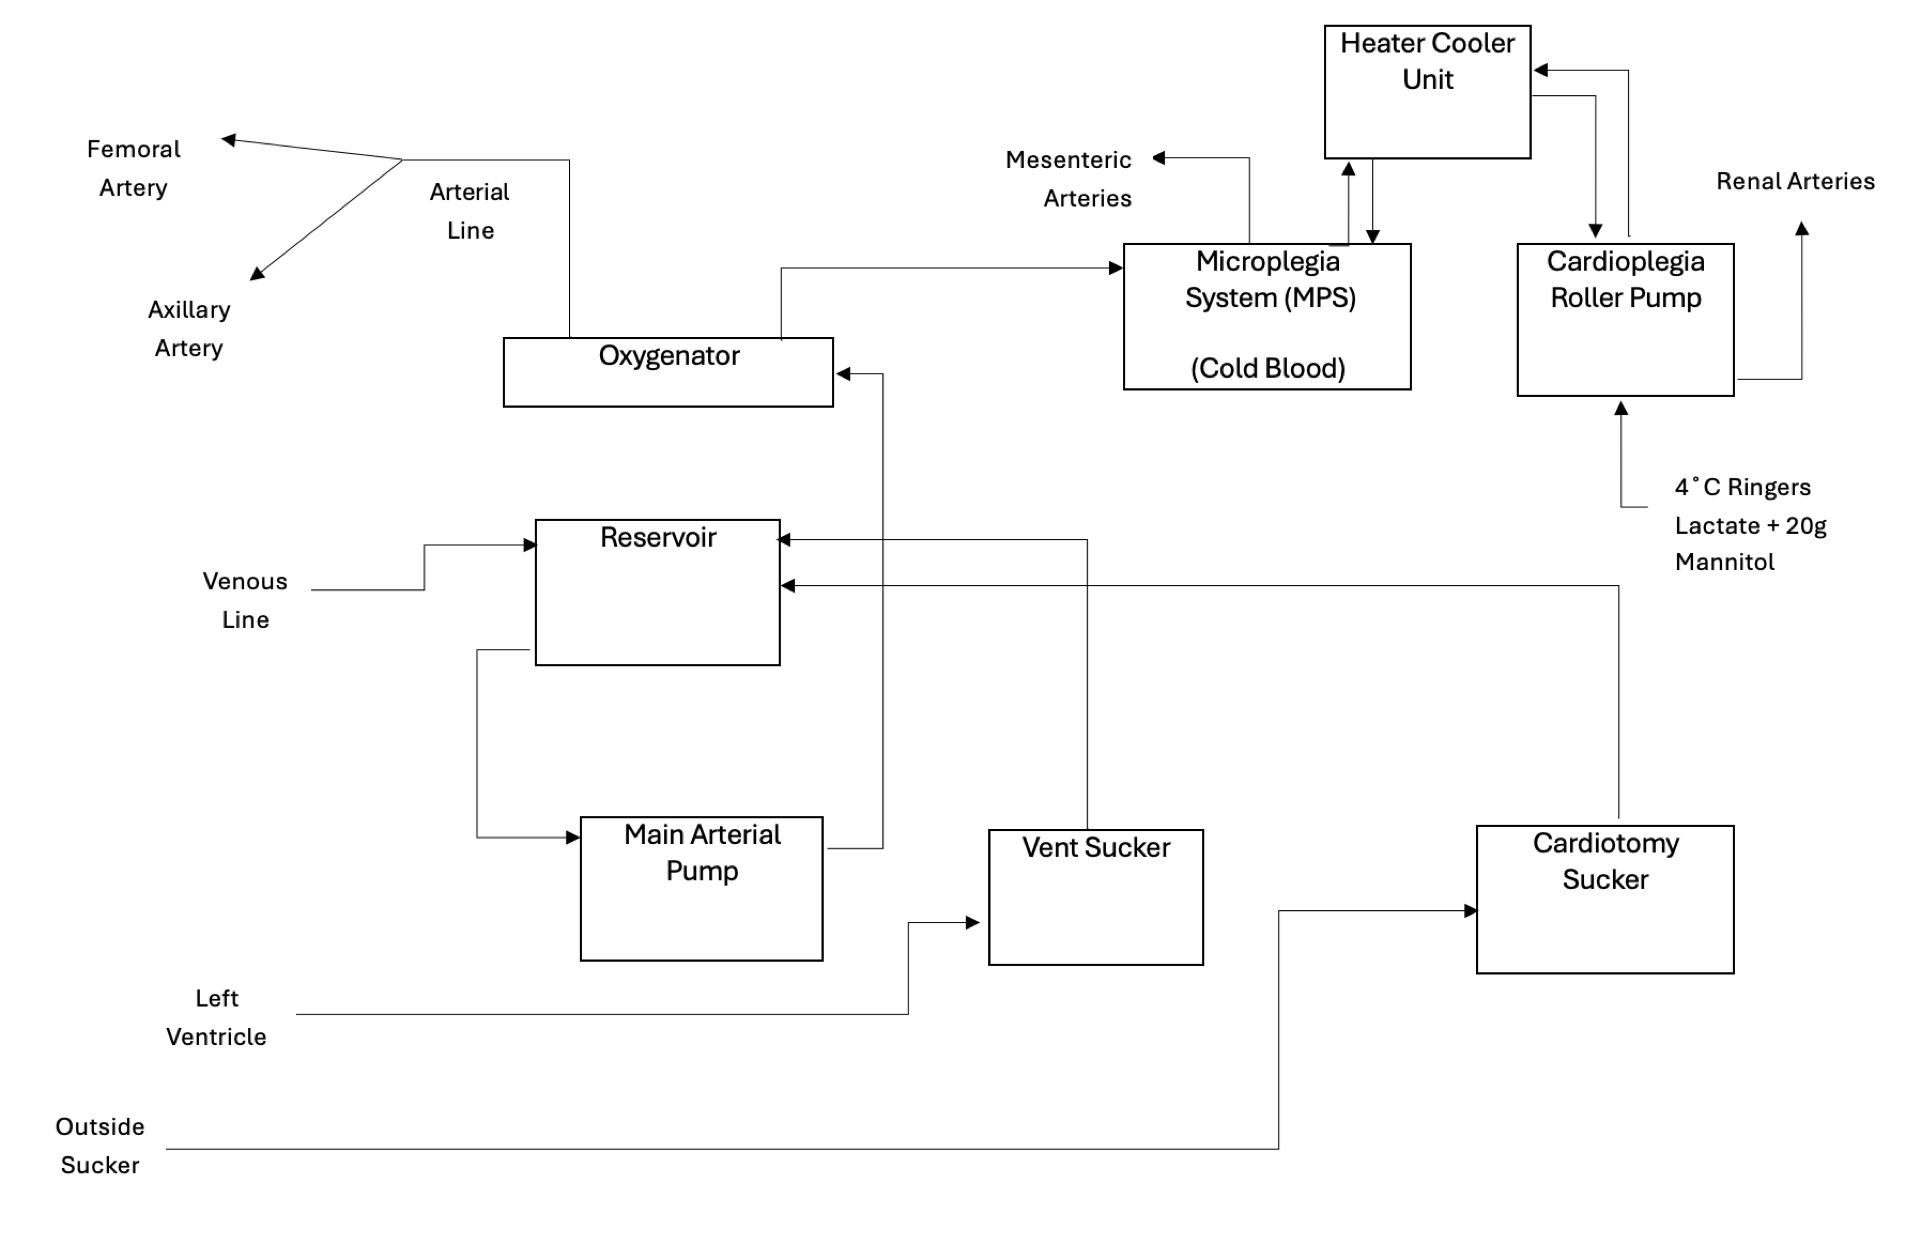 Heater Cooler
Unit
Femoral
Artery
Arterial
Line
Axillary
Artery
Mesenteric
Arteries
Renal Arteries
Oxygenator
Microplegia
System (MPS)
(Cold Blood)
Cardioplegia
Roller Pump
4˚C Ringers
Lactate + 20g
Mannitol
Venous
Line
Reservoir
Main Arterial
Pump
Vent Sucker
Cardiotomy
Sucker
Left
Ventricle
Outside
Sucker